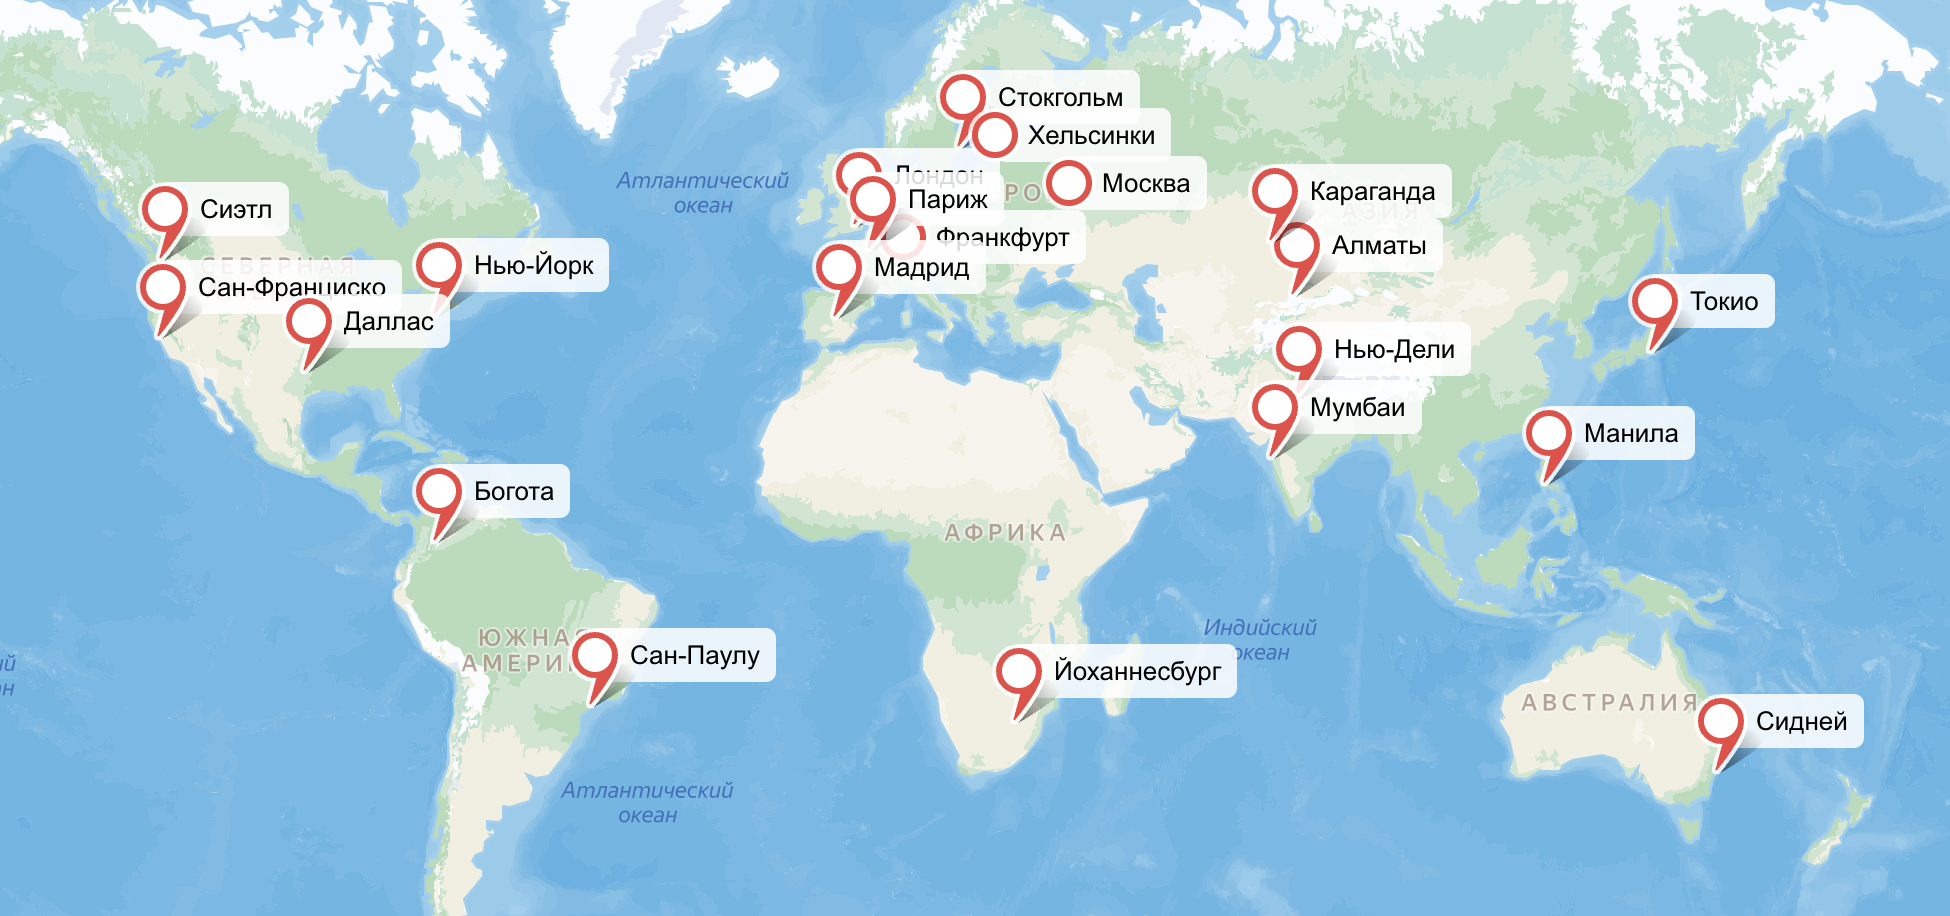 Стокгольм
Хельсинки
Лондон
Атлантический
океан
Москва
Париж
Караганда
АЗИЯ
Сиэтл
Франкфурт
Алматы
СЕВЕРНАЯ
Нью-Йорк
Мадрид
Сан-Франциско
Токио
Даллас
Нью-Дели
Мумбаи
Манила
Богота
АФРИКА
Индийский
океан
ЮЖНАЯ
АМЕРИ
Сан-Паулу
Йоханнесбург
АВСТРАЛИЯ
Сидней
Атлантический
океан